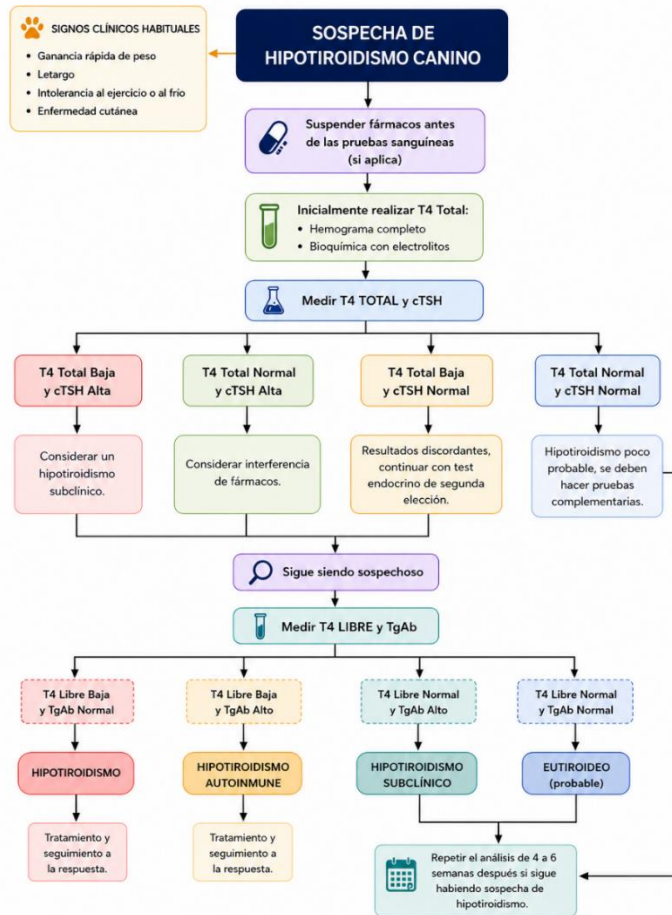 SIGNOS CLÍNICOS HABITUALES
• Ganancia rápida de peso
• Letargo
• Intolerancia al ejercicio o al frío
• Enfermedad cutánea
SOSPECHA DE
HIPOTIROIDISMO CANINO
Suspender fármacos antes
de las pruebas sanguíneas
(si aplica)
Inicialmente realizar T4 Total:
• Hemograma completo
• Bioquímica con electrolitos
Medir T4 TOTAL y cTSH
T4 Total Baja
y cTSH Alta
T4 Total Normal
y cTSH Alta
T4 Total Baja
y cTSH Normal
T4 Total Normal
y cTSH Normal
Considerar un
hipotiroidismo
subclínico.
Considerar interferencia
de fármacos.
Resultados discordantes,
continuar con test
endocrino de segunda
elección.
Hipotiroidismo poco
probable, se deben
hacer pruebas
complementarias.
Sigue siendo sospechoso
Medir T4 LIBRE y TgAb
T4 Libre Baja
y TgAb Normal
T4 Libre Baja
y TgAb Alto
T4 Libre Normal
y TgAb Alto
T4 Libre Normal
y TgAb Normal
HIPOTIROIDISMO
HIPOTIROIDISMO
AUTOINMUNE
HIPOTIROIDISMO
SUBCLÍNICO
EUTIROIDEO
(probable)
Tratamiento y
seguimiento a
la respuesta.
Tratamiento y
seguimiento a
la respuesta.
Repetir el análisis de 4 a 6
semanas después si sigue
habiendo sospecha de
hipotiroidismo.